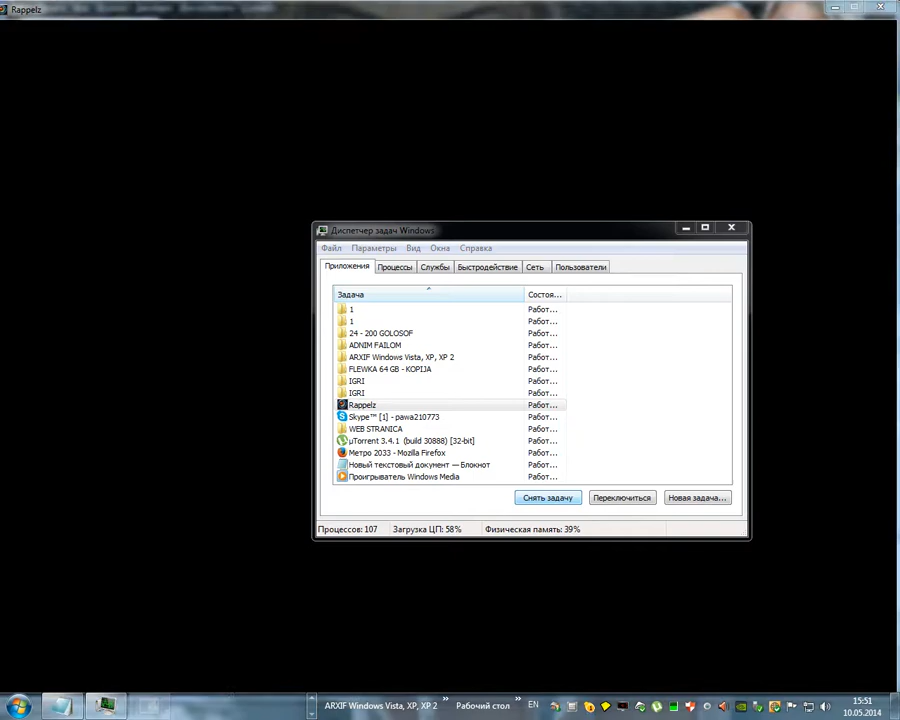 Rappelz
Диспетчер задач Windows
Файл Параметры Вид Окна Справка
Приложения Процессы Службы Быстродействие Сеть Пользователи
Задача Состоя...
1 Работ...
1 Работ...
24 - 200 GOLOSOF Работ...
ADNIM FAILOM Работ...
ARXIF Windows Vista, XP, XP 2 Работ...
FLEWKA 64 GB - KOPIJA Работ...
IGRI Работ...
IGRI Работ...
Rappelz Работ...
Skype™ [1] - pawa210773 Работ...
WEB STRANICA Работ...
µTorrent 3.4.1 (build 30888) [32-bit] Работ...
Метро 2033 - Mozilla Firefox Работ...
Новый текстовый документ — Блокнот Работ...
Проигрыватель Windows Media Работ...
Снять задачу Переключиться Новая задача...
Процессов: 107 Загрузка ЦП: 58% Физическая память: 39%
ARXIF Windows Vista, XP, XP 2 » Рабочий стол » EN 15:51
10.05.2014